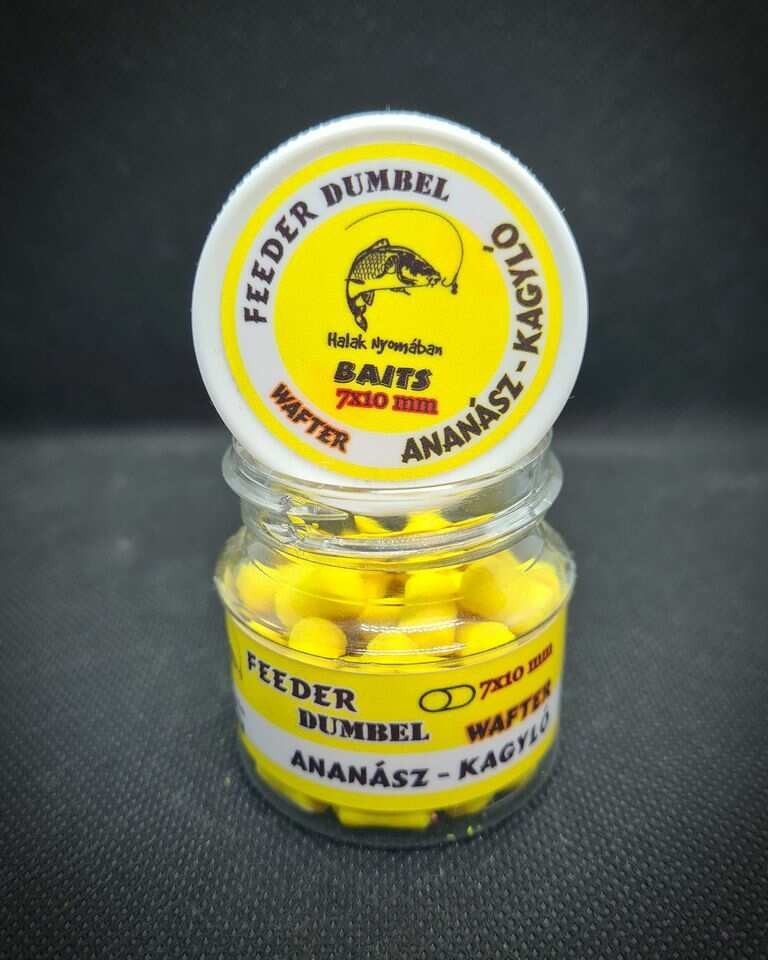 FEEDER DUMBEL
ANANÁSZ - KAGYLÓ
Halak Nyomában
BAITS
7x10 mm
WAFTER
FEEDER
DUMBEL
7x10 mm
WAFTER
ANANÁSZ - KAGYLÓ